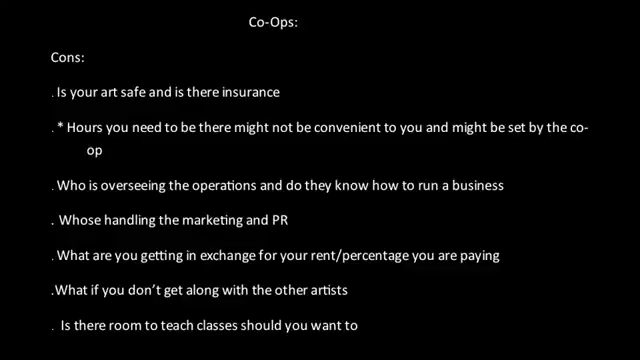 Co-Ops:
Cons:
. Is your art safe and is there insurance
. * Hours you need to be there might not be convenient to you and might be set by the co-
op
. Who is overseeing the operations and do they know how to run a business
. Whose handling the marketing and PR
. What are you getting in exchange for your rent/percentage you are paying
.What if you don’t get along with the other artists
. Is there room to teach classes should you want to